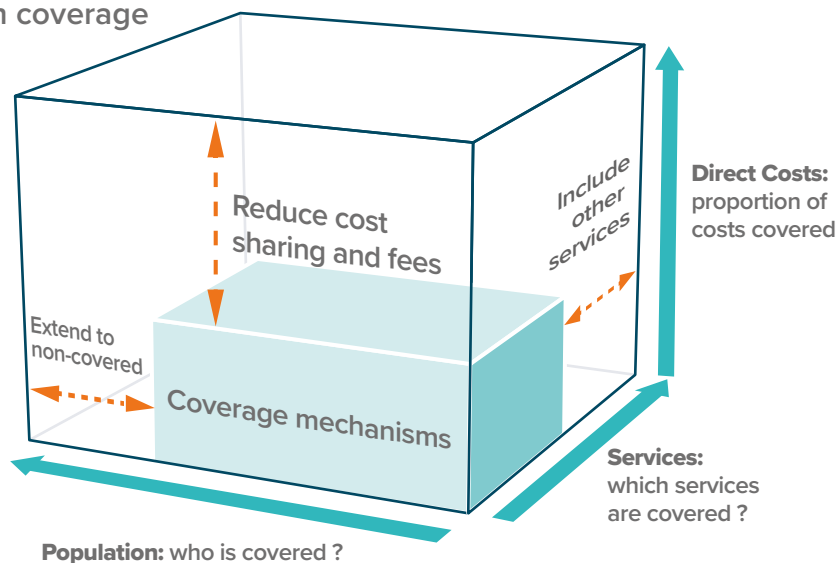 coverage
Reduce cost
sharing and fees
Include
other
services
Direct Costs:
proportion of
costs covered
Extend to
non-covered
Coverage mechanisms
Services:
which services
are covered ?
Population: who is covered ?